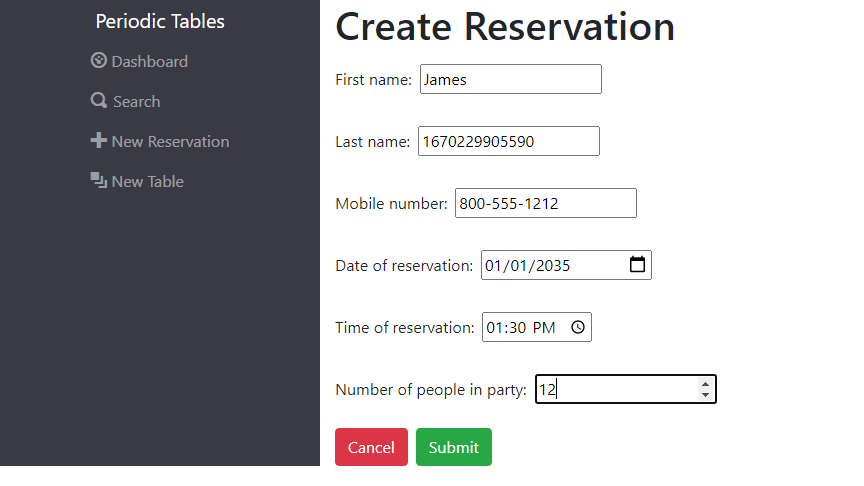 Periodic Tables
Dashboard
Search
New Reservation
New Table
Create Reservation
First name: James
Last name: 1670229905590
Mobile number: 800-555-1212
Date of reservation: 01/01/2035
Time of reservation: 01:30 PM
Number of people in party: 12
Cancel Submit